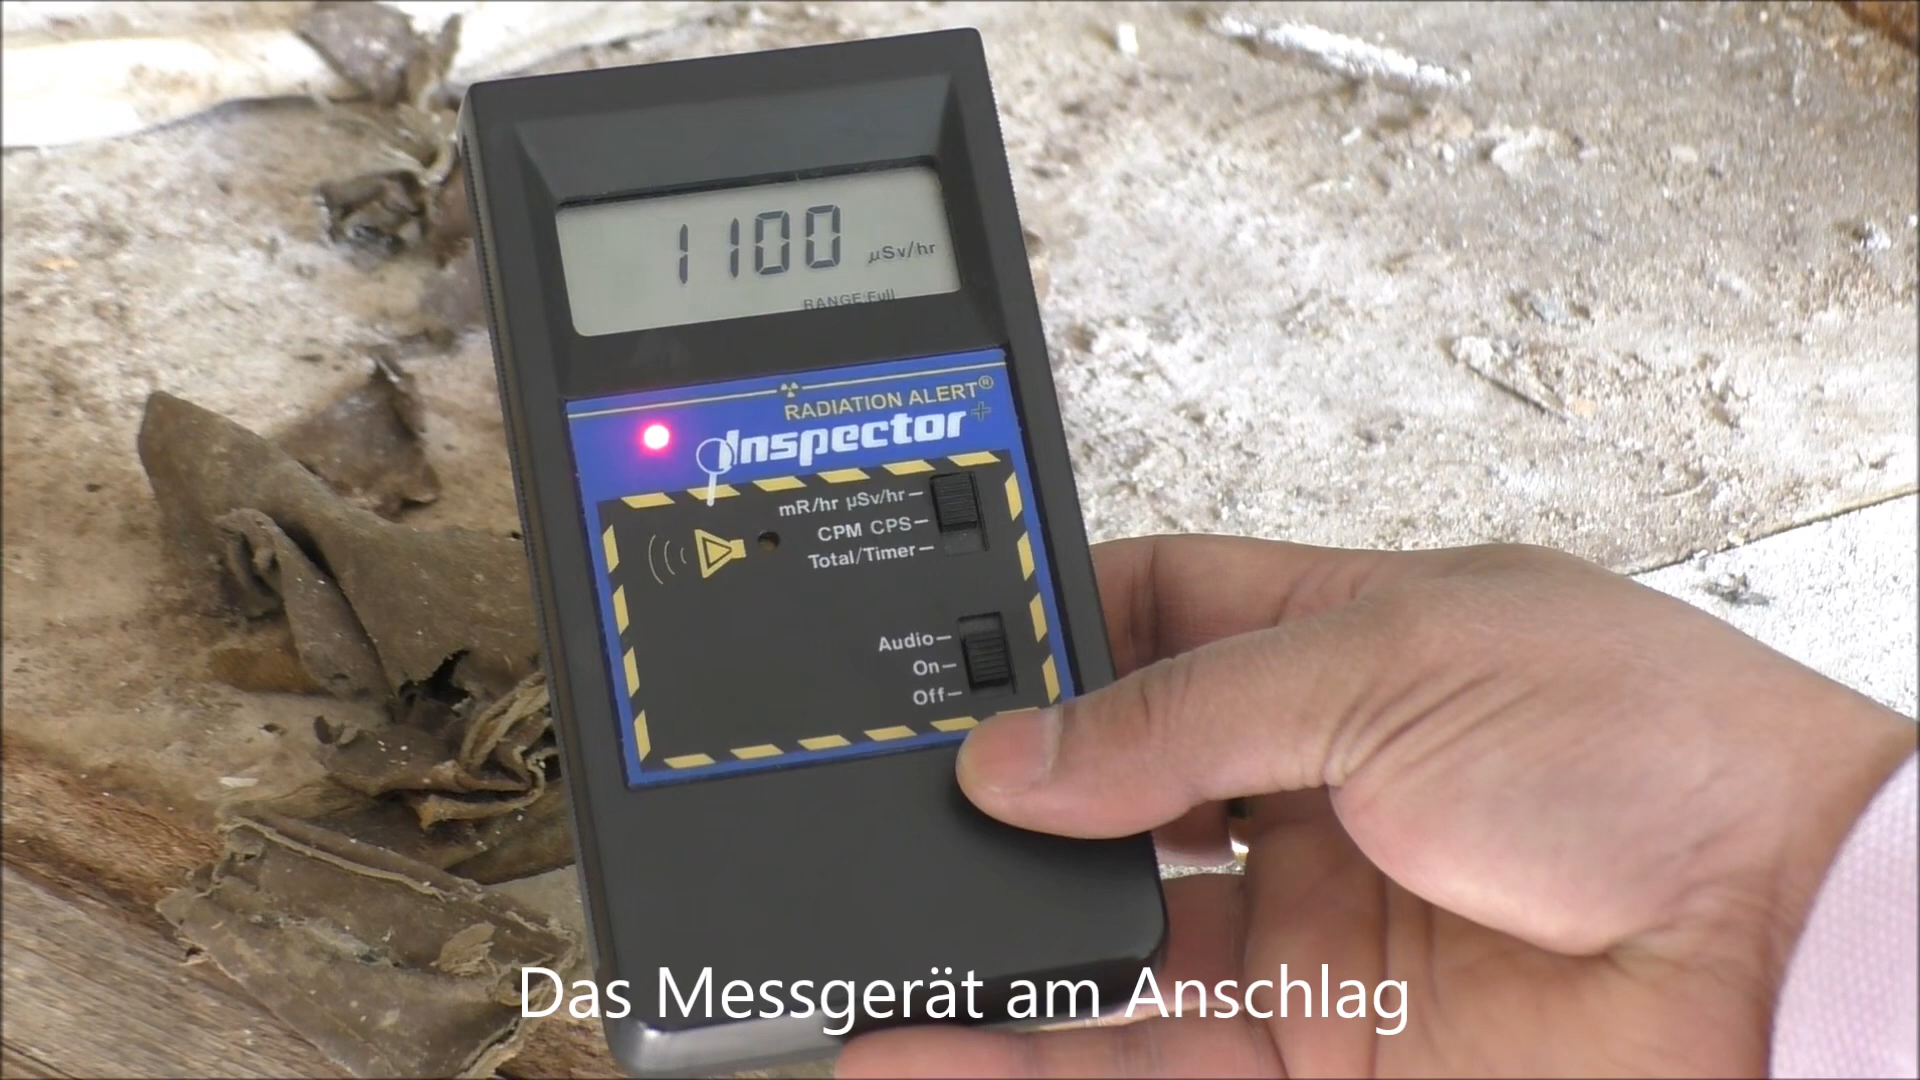 1100 µSv/hr
RANGE:Full
RADIATION ALERT®
Inspector+
mR/hr µSv/hr
CPM CPS
Total/Timer
Audio
On
Off
Das Messgerät am Anschlag